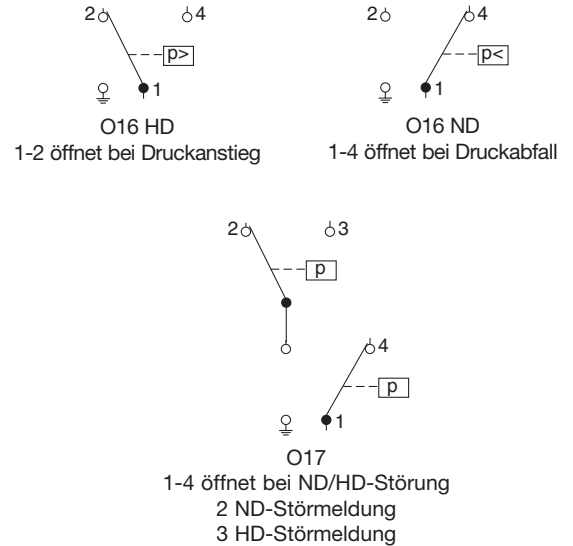 2 4
p>
1
O16 HD
1-2 öffnet bei Druckanstieg
2 4
p<
1
O16 ND
1-4 öffnet bei Druckabfall
2 3
p
4
p
1
O17
1-4 öffnet bei ND/HD-Störung
2 ND-Störmeldung
3 HD-Störmeldung